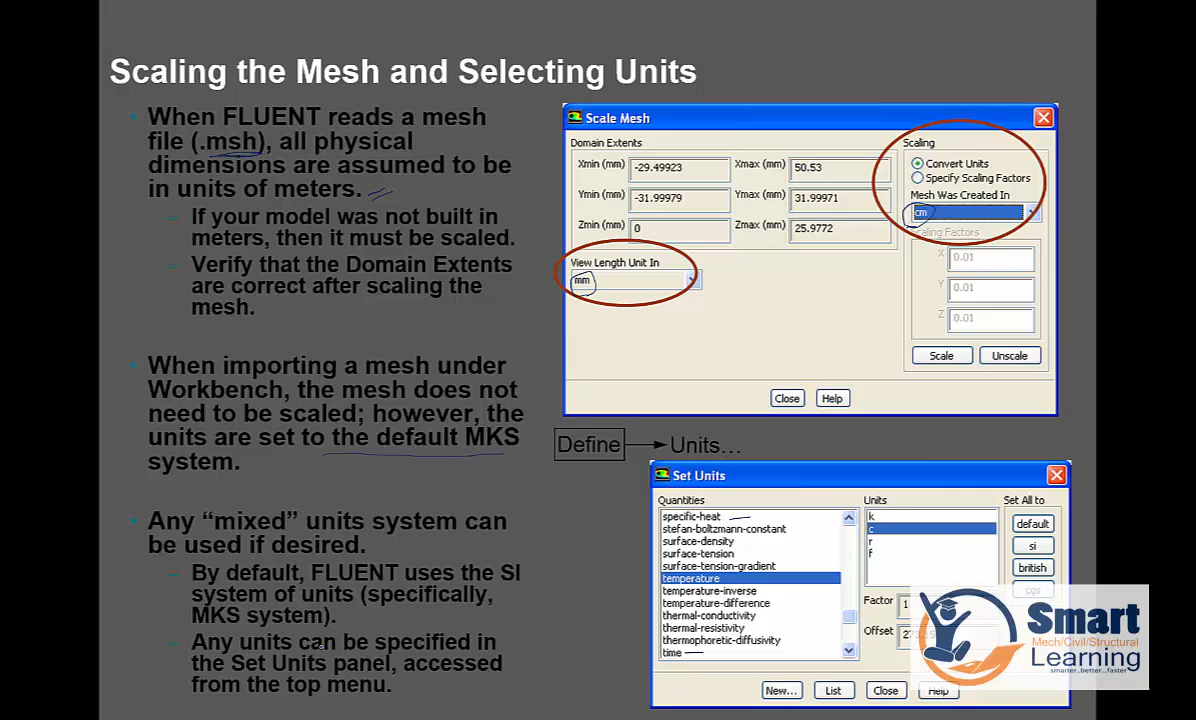 Scaling the Mesh and Selecting Units
When FLUENT reads a mesh
file (.msh), all physical
dimensions are assumed to be
in units of meters.
If your model was not built in
meters, then it must be scaled.
Verify that the Domain Extents
are correct after scaling the
mesh.
When importing a mesh under
Workbench, the mesh does not
need to be scaled; however, the
units are set to the default MKS
system.
Any “mixed” units system can
be used if desired.
By default, FLUENT uses the SI
system of units (specifically,
MKS system).
Any units can be specified in
the Set Units panel, accessed
from the top menu.
Scale Mesh
Domain Extents
Xmin (mm) -29.49923 Xmax (mm) 50.53
Ymin (mm) -31.99979 Ymax (mm) 31.99971
Zmin (mm) 0 Zmax (mm) 25.9772
View Length Unit In
mm
Scaling
Convert Units
Specify Scaling Factors
Mesh Was Created In
cm
Scaling Factors
X 0.01
Y 0.01
Z 0.01
Scale Unscale
Close Help
Define Units…
Set Units
Quantities
specific-heat
stefan-boltzmann-constant
surface-density
surface-tension
surface-tension-gradient
temperature
temperature-inverse
temperature-difference
thermal-conductivity
thermal-resistivity
thermophoretic-diffusivity
time
Units
k
c
r
f
Factor 1
Offset
Set All to
default
si
british
cgs
New... List Close Help
Smart
Mech/Civil/Structural
Learning
smarter..better..faster...